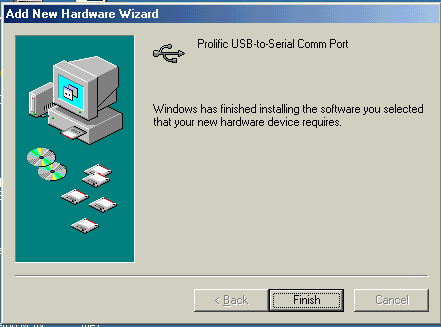 Add New Hardware Wizard
Prolific USB-to-Serial Comm Port
Windows has finished installing the software you selected
that your new hardware device requires.
< Back
Finish
Cancel